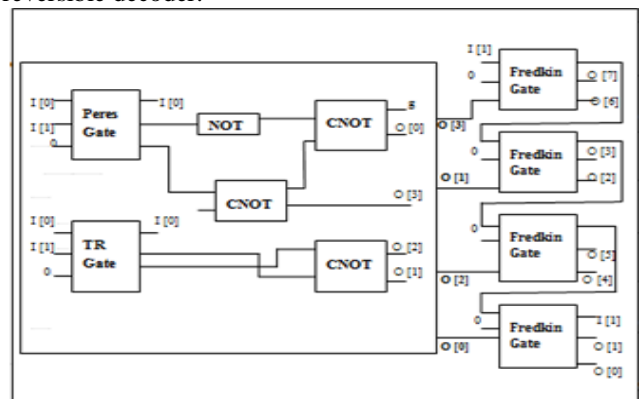 reversible decoder.
I [0]
I [1]
0
Peres
Gate
I [0]
NOT
CNOT
g
O [0]
CNOT
O [3]
I [0]
I [1]
0
TR
Gate
I [0]
CNOT
O [2]
O [1]
O [3]
O [1]
O [2]
O [0]
I [1]
0
Fredkin
Gate
O [7]
O [6]
0
Fredkin
Gate
O [3]
O [2]
0
Fredkin
Gate
O [5]
O [4]
0
Fredkin
Gate
I [1]
O [1]
O [0]